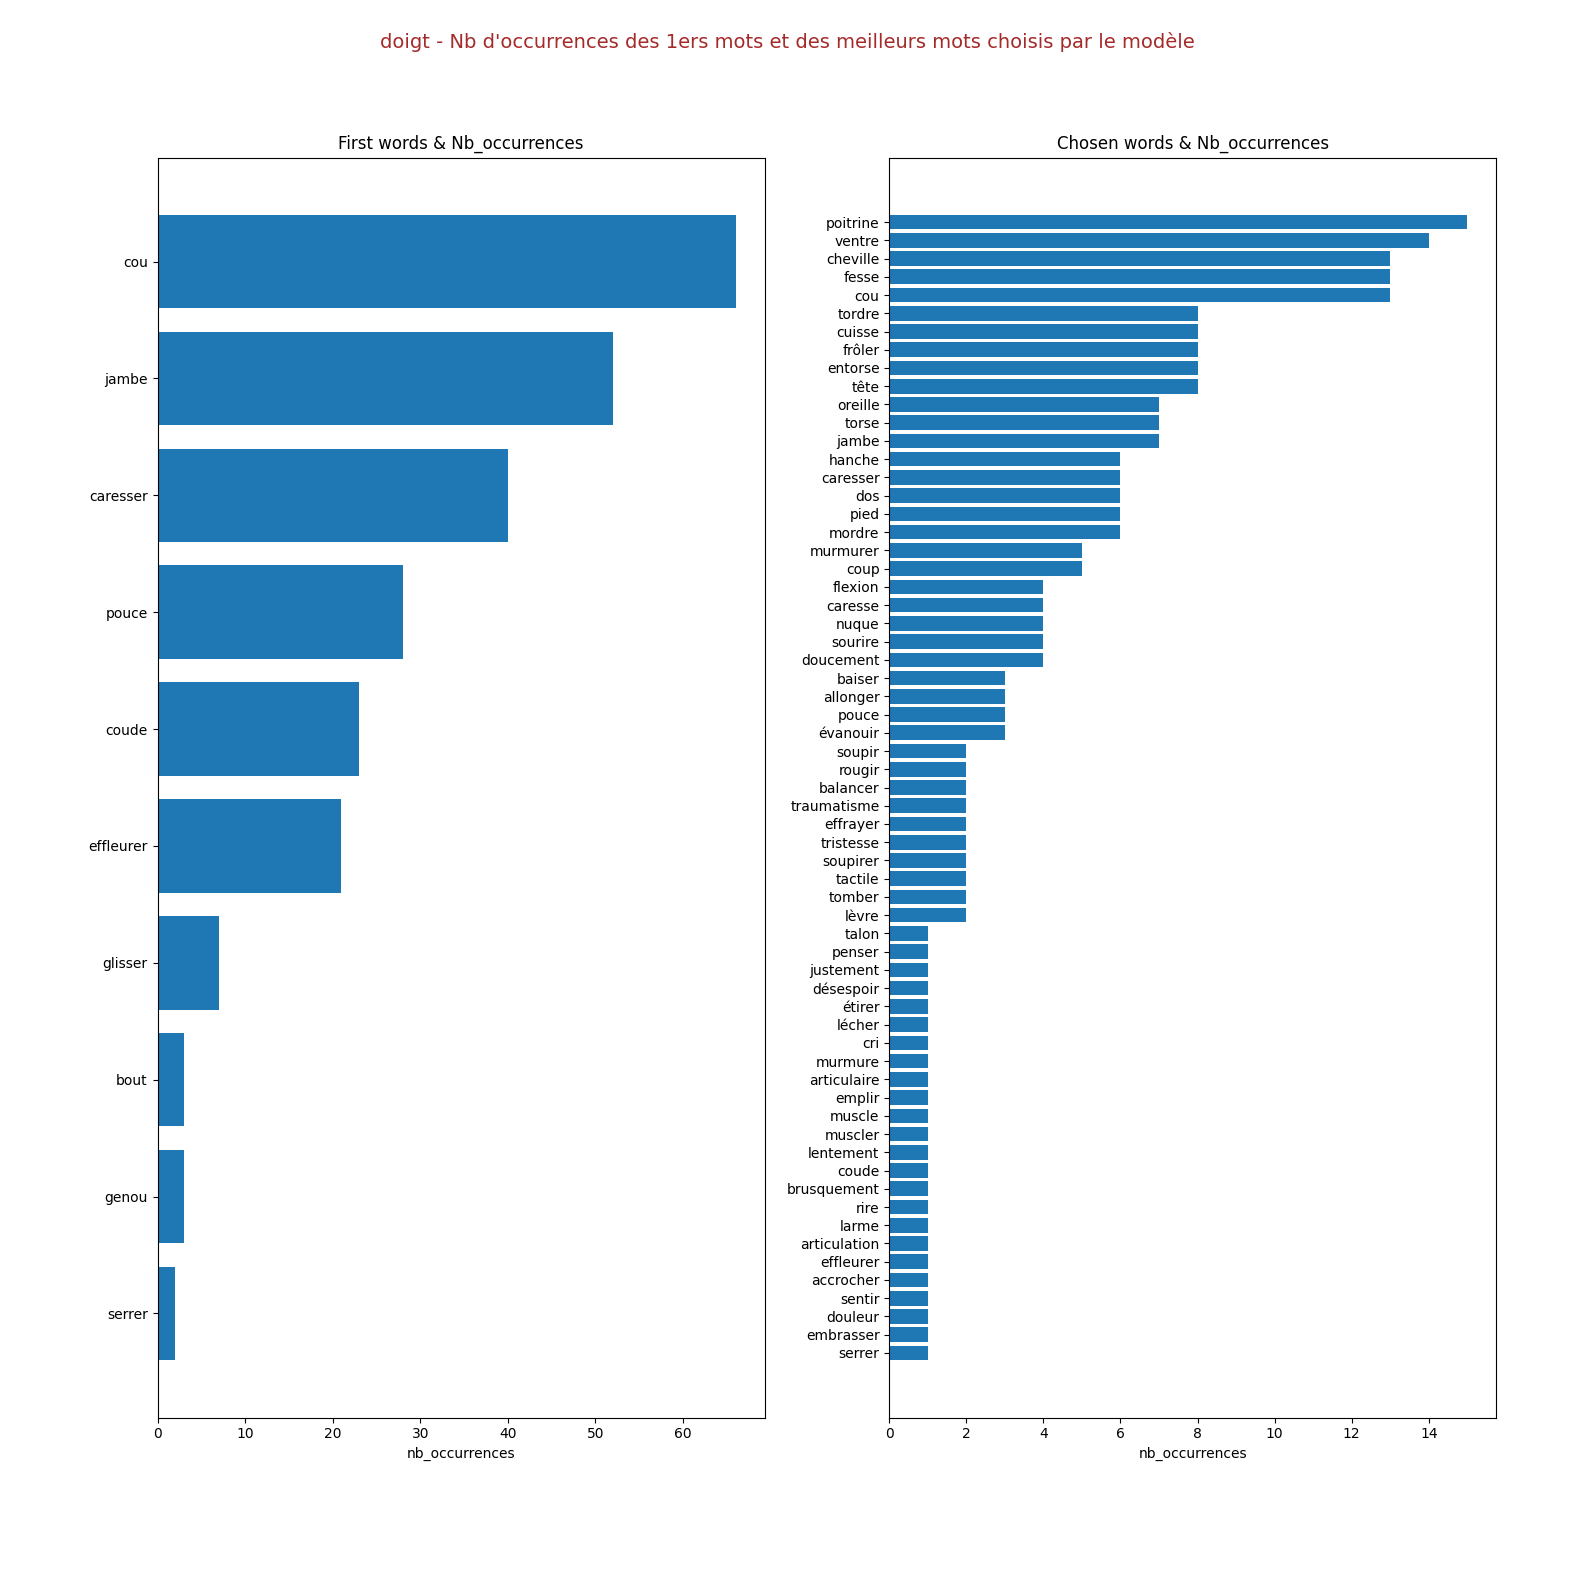 doigt - Nb d'occurrences des 1ers mots et des meilleurs mots choisis par le modèle
First words & Nb_occurrences
cou
jambe
caresser
pouce
coude
effleurer
glisser
bout
genou
serrer
0 10 20 30 40 50 60
nb_occurrences
Chosen words & Nb_occurrences
poitrine
ventre
cheville
fesse
cou
tordre
cuisse
frôler
entorse
tête
oreille
torse
jambe
hanche
caresser
dos
pied
mordre
murmurer
coup
flexion
caresse
nuque
sourire
doucement
baiser
allonger
pouce
évanouir
soupir
rougir
balancer
traumatisme
effrayer
tristesse
soupirer
tactile
tomber
lèvre
talon
penser
justement
désespoir
étirer
lécher
cri
murmure
articulaire
emplir
muscle
muscler
lentement
coude
brusquement
rire
larme
articulation
effleurer
accrocher
sentir
douleur
embrasser
serrer
0 2 4 6 8 10 12 14
nb_occurrences